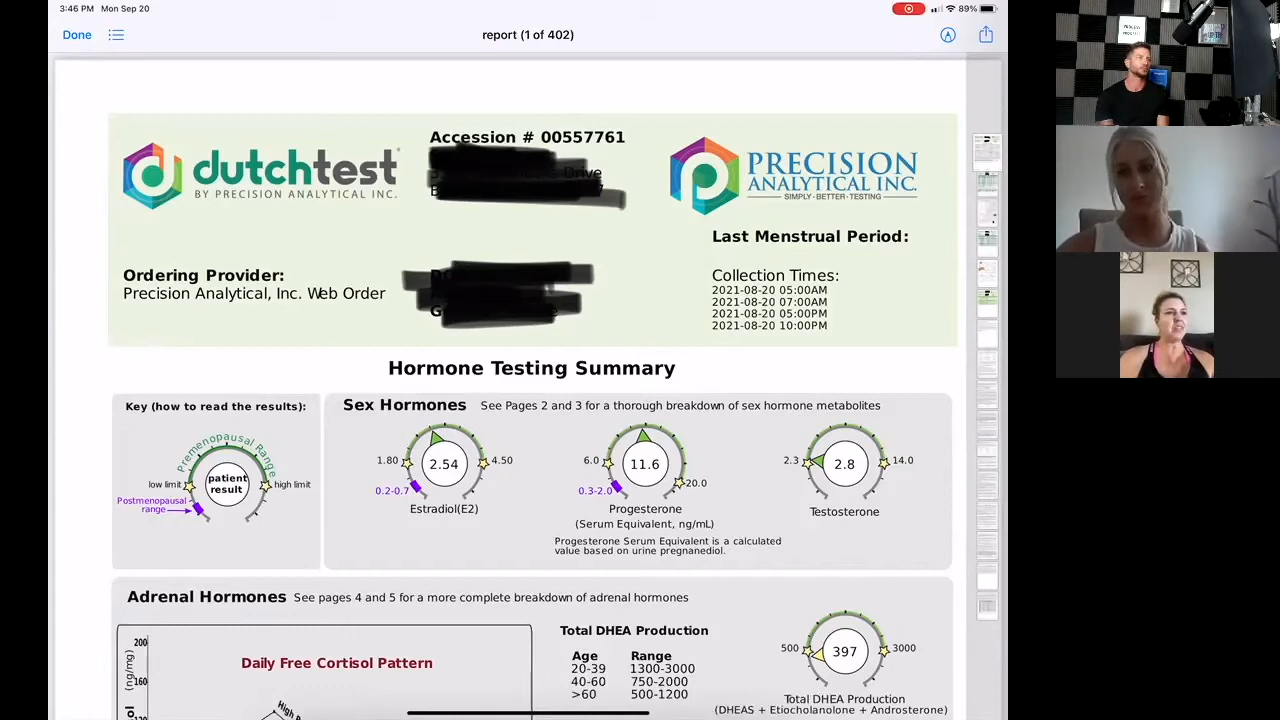 3:46 PM Mon Sep 20
89%
Done
report (1 of 402)
Accession # 00557761
Drive
dutchtest
BY PRECISION ANALYTICAL INC.
PRECISION
ANALYTICAL INC.
SIMPLY · BETTER · TESTING
Last Menstrual Period:
Ordering Provider:
Precision Analytical, Inc. Web Order
Collection Times:
2021-08-20 05:00AM
2021-08-20 07:00AM
2021-08-20 05:00PM
2021-08-20 10:00PM
Hormone Testing Summary
Key (how to read the results):
Premenopausal Range
patient
result
low limit
high limit
Postmenopausal
range
Sex Hormones See Pages 2 and 3 for a thorough breakdown of sex hormone metabolites
1.80
2.54
4.50
0.2-0.7
Estradiol(E2)
6.0
11.6
20.0
0.3-2.0
Progesterone
(Serum Equivalent, ng/mL)
Progesterone Serum Equivalent is a calculated
value based on urine pregnanediol.
2.3
2.8
14.0
Testosterone
Adrenal Hormones See pages 4 and 5 for a more complete breakdown of adrenal hormones
200
160
(ng/mg)
Daily Free Cortisol Pattern
Total DHEA Production
Age Range
20-39 1300-3000
40-60 750-2000
>60 500-1200
500
397
3000
Total DHEA Production
(DHEAS + Etiocholanolone + Androsterone)